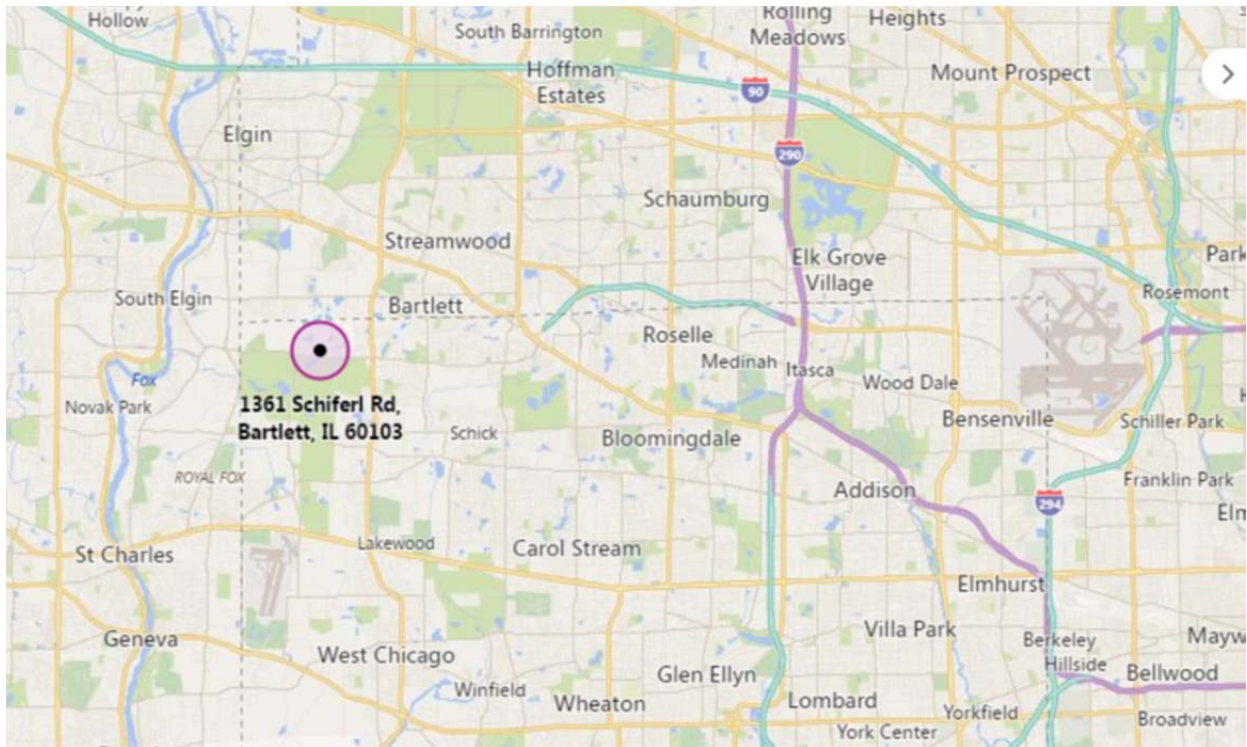 Hollow
South Barrington
Rolling
Meadows
Heights
Hoffman
Estates
90
Mount Prospect
Elgin
290
Schaumburg
Streamwood
Elk Grove
Village
Park
South Elgin
Bartlett
Rosemont
Roselle
Medinah
Itasca
Fox
Wood Dale
Novak Park
1361 Schiferl Rd,
Bartlett, IL 60103
Schick
Bloomingdale
Bensenville
Schiller Park
ROYAL FOX
Addison
Franklin Park
294
Elm
St Charles
Lakewood
Carol Stream
Elmhurst
Geneva
West Chicago
Villa Park
Berkeley
Mayw
Hillside
Bellwood
Glen Ellyn
Winfield
Wheaton
Lombard
Yorkfield
Broadview
York Center